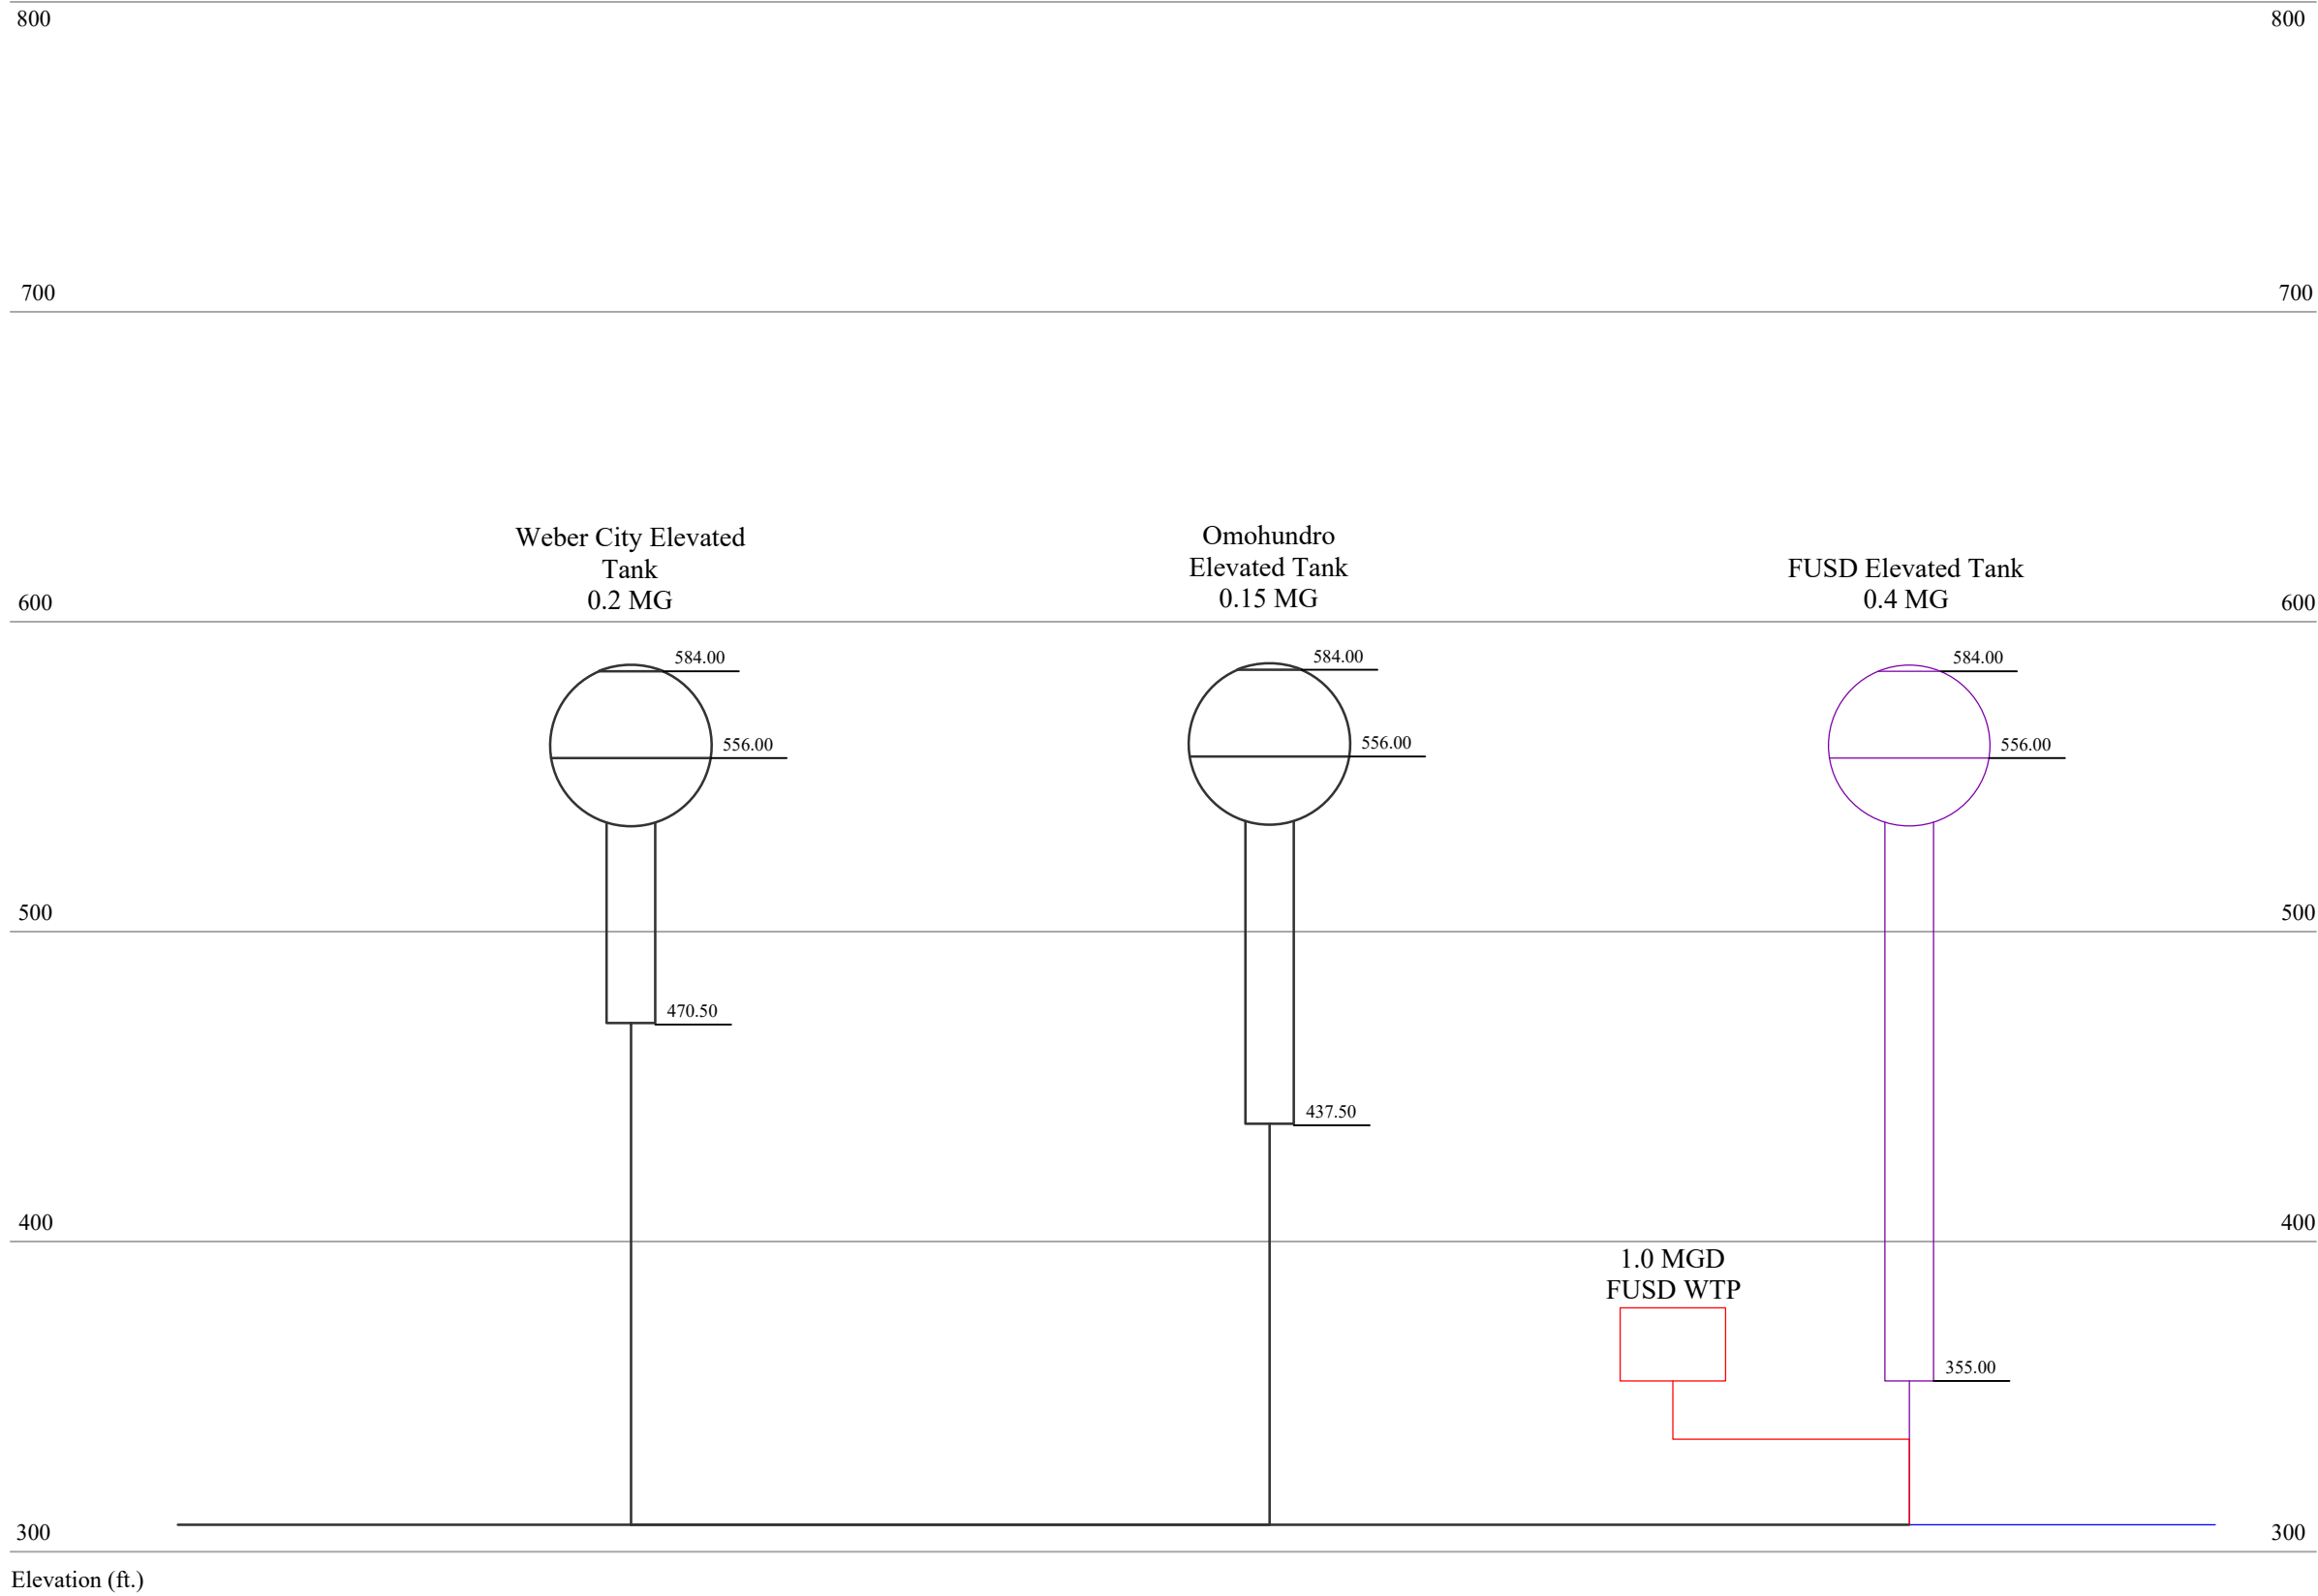 800
800
700
700
Weber City Elevated
Tank
0.2 MG
Omohundro
Elevated Tank
0.15 MG
FUSD Elevated Tank
0.4 MG
600
600
584.00
584.00
584.00
556.00
556.00
556.00
500
500
470.50
437.50
400
400
1.0 MGD
FUSD WTP
355.00
300
300
Elevation (ft.)